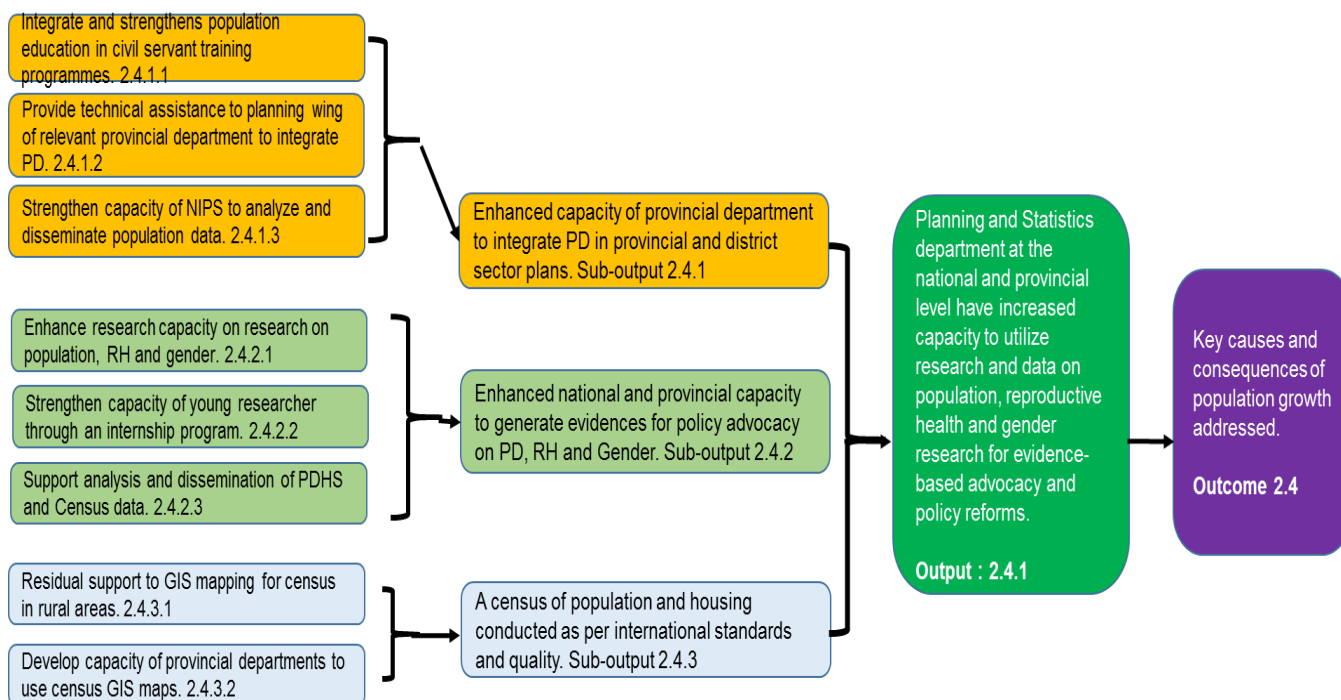 Integrate and strengthens population
education in civil servant training
programmes. 2.4.1.1
Provide technical assistance to planning wing
of relevant provincial department to integrate
PD. 2.4.1.2
Strengthen capacity of NIPS to analyze and
disseminate population data. 2.4.1.3
Enhanced capacity of provincial department
to integrate PD in provincial and district
sector plans. Sub-output 2.4.1
Enhance research capacity on research on
population, RH and gender. 2.4.2.1
Strengthen capacity of young researcher
through an internship program. 2.4.2.2
Support analysis and dissemination of PDHS
and Census data. 2.4.2.3
Enhanced national and provincial capacity
to generate evidences for policy advocacy
on PD, RH and Gender. Sub-output 2.4.2
Residual support to GIS mapping for census
in rural areas. 2.4.3.1
Develop capacity of provincial departments to
use census GIS maps. 2.4.3.2
A census of population and housing
conducted as per international standards
and quality. Sub-output 2.4.3
Planning and Statistics
department at the
national and provincial
level have increased
capacity to utilize
research and data on
population, reproductive
health and gender
research for evidence-
based advocacy and
policy reforms.
Output : 2.4.1
Key causes and
consequences of
population growth
addressed.
Outcome 2.4